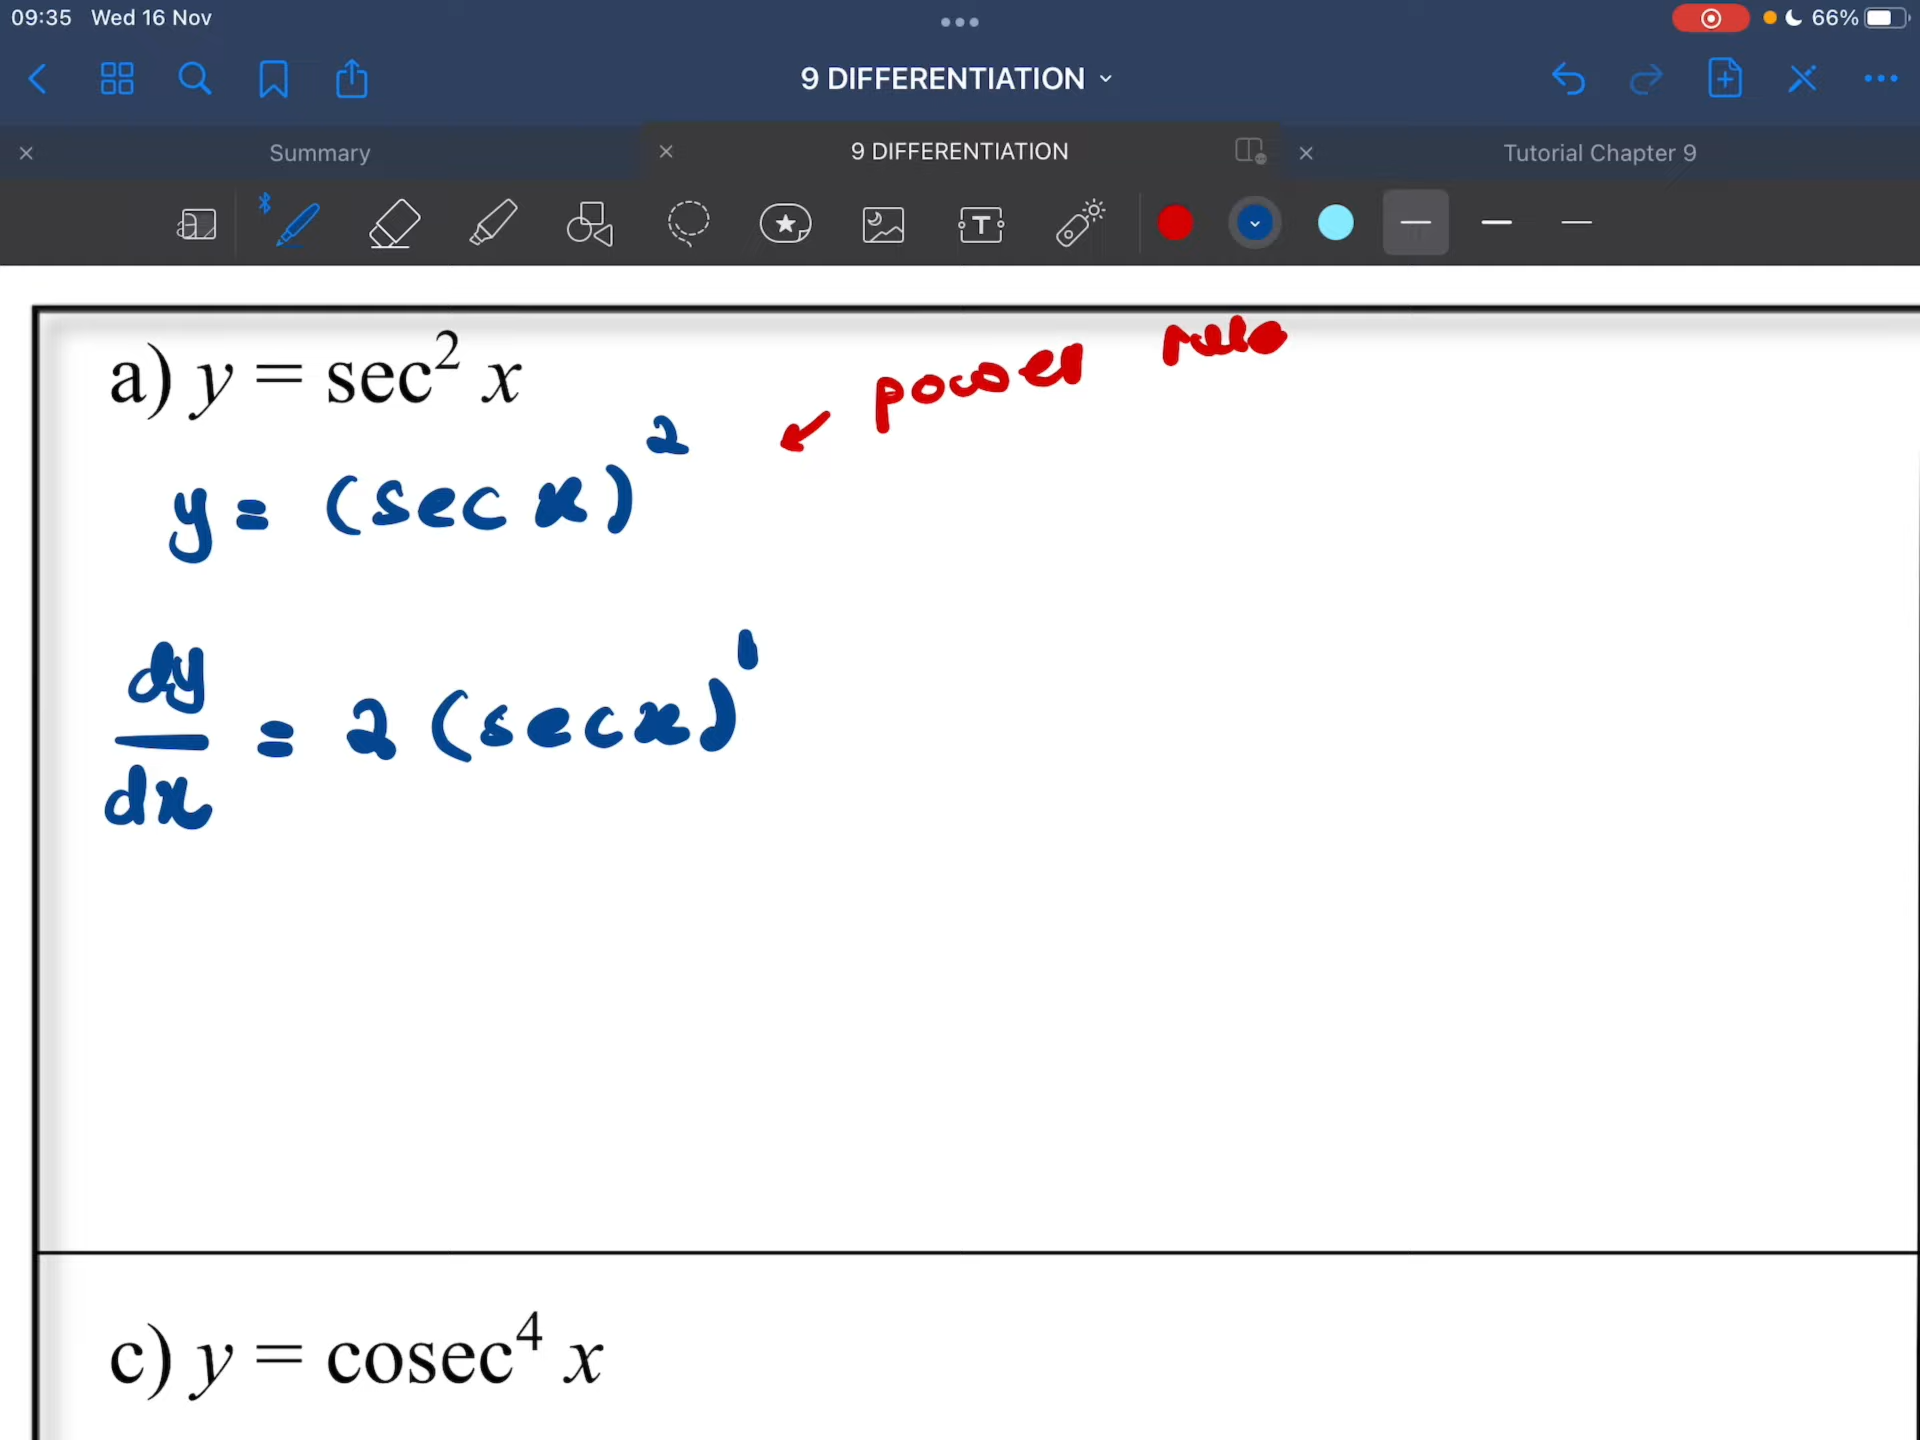 09:35 Wed 16 Nov
66%
9 DIFFERENTIATION
Summary
9 DIFFERENTIATION
Tutorial Chapter 9
a) y = sec² x
power rule
y = (sec x)²
dy/dx = 2 (sec x)¹
c) y = cosec⁴ x